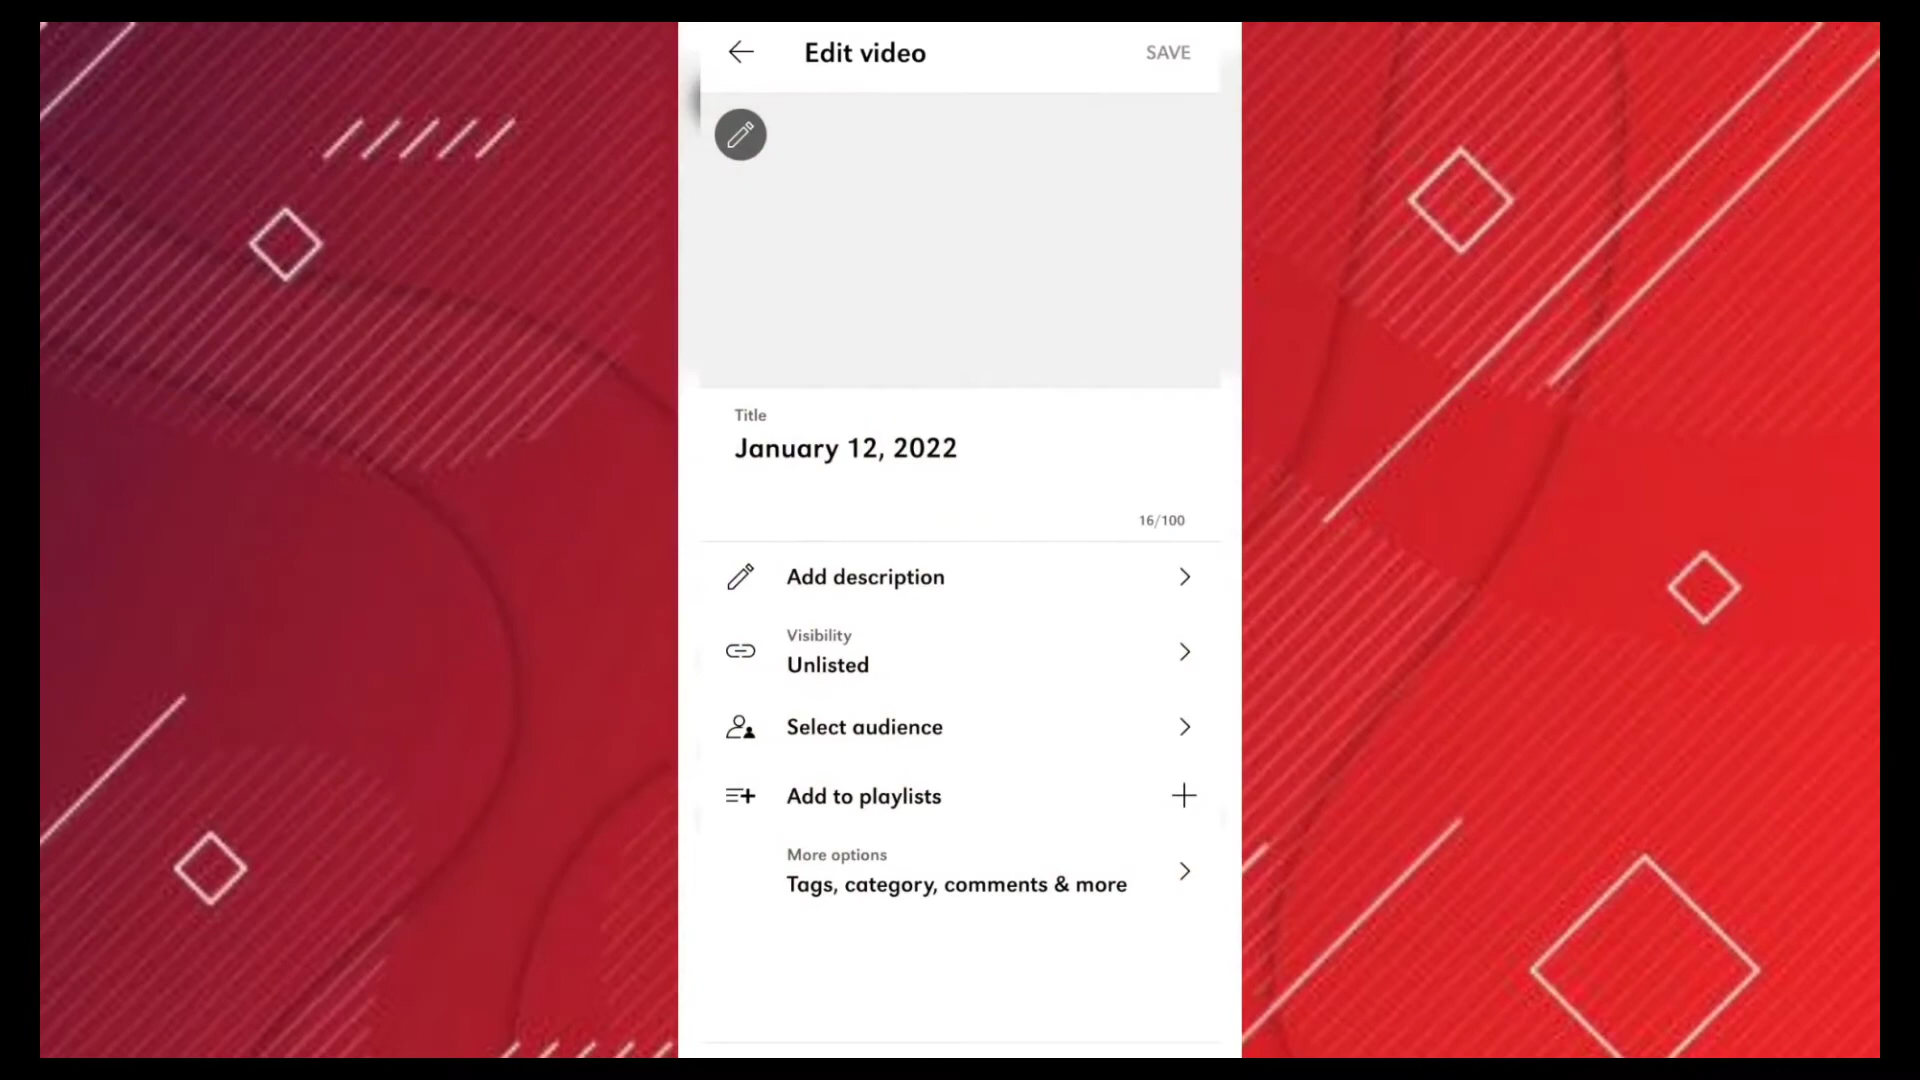 Edit video
SAVE
Title
January 12, 2022
16/100
Add description
Visibility
Unlisted
Select audience
Add to playlists
More options
Tags, category, comments & more